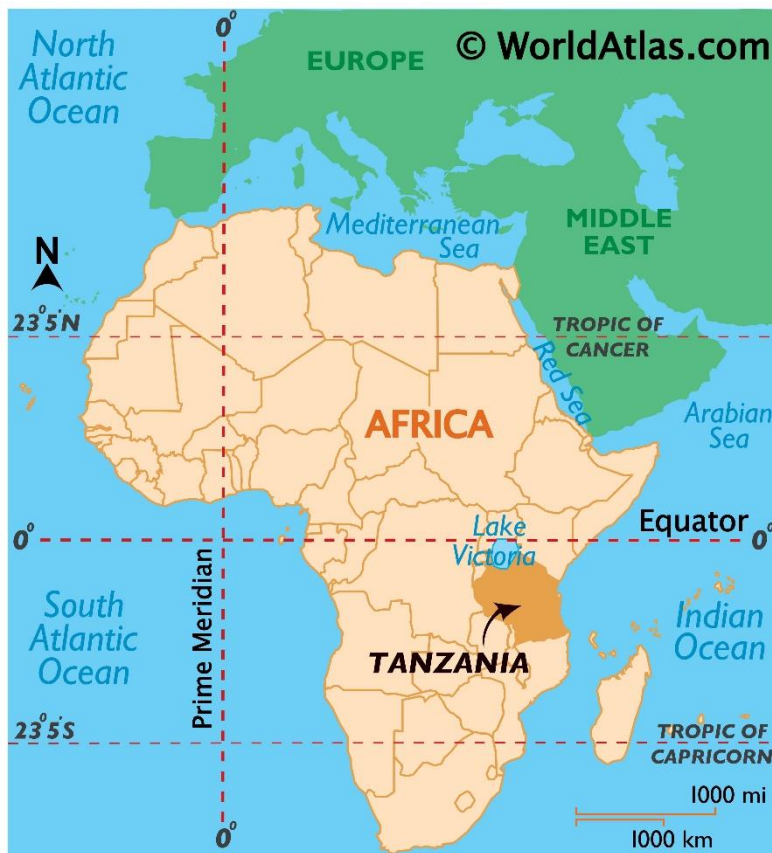 0°
© WorldAtlas.com
North
Atlantic
Ocean
EUROPE
Mediterranean
Sea
MIDDLE
EAST
N
23°5'N
TROPIC OF
CANCER
Red Sea
AFRICA
Arabian
Sea
Lake
Victoria
Equator
0°
0°
South
Atlantic
Ocean
Prime Meridian
TANZANIA
Indian
Ocean
23°5'S
TROPIC OF
CAPRICORN
1000 mi
1000 km
0°